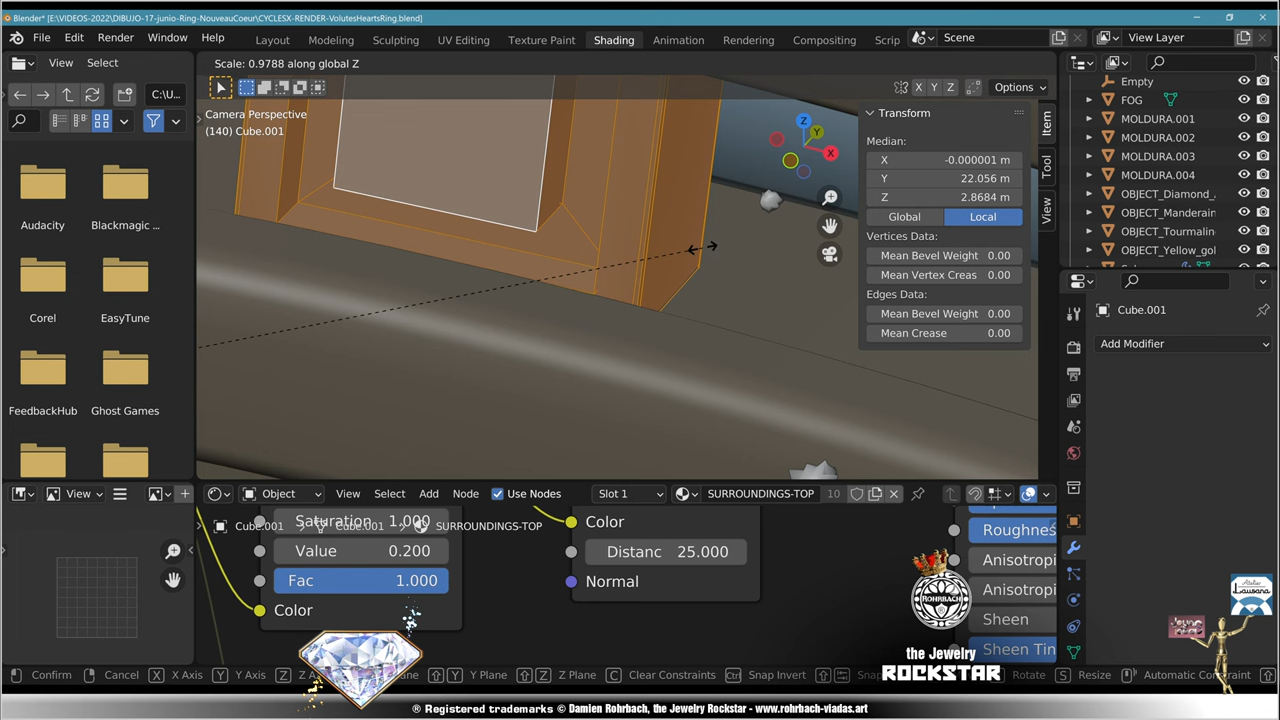 Blender* [E:\VIDEOS-2022\DIBUJO-17-junio-Ring-NouveauCoeur\CYCLESX-RENDER-VolutesHeartsRing.blend]
File Edit Render Window Help Layout Modeling Sculpting UV Editing Texture Paint Shading Animation Rendering Compositing Scrip Scene View Layer
View Select
Scale: 0.9788 along global Z
C:\U...
X Y Z Options
Camera Perspective
(140) Cube.001
Audacity
Blackmagic ...
Corel
EasyTune
FeedbackHub
Ghost Games
Z
Y
X
Transform
Median:
X -0.000001 m
Y 22.056 m
Z 2.8684 m
Global Local
Vertices Data:
Mean Bevel Weight 0.00
Mean Vertex Creas 0.00
Edges Data:
Mean Bevel Weight 0.00
Mean Crease 0.00
Item
Tool
View
Empty
FOG
MOLDURA.001
MOLDURA.002
MOLDURA.003
MOLDURA.004
OBJECT_Diamond_
OBJECT_Manderain
OBJECT_Tourmalin
OBJECT_Yellow_gol
Cube.001
Add Modifier
View
Object View Select Add Node Use Nodes Slot 1 SURROUNDINGS-TOP 10
Saturation 1.000
Cube.001 Cube.001 SURROUNDINGS-TOP
Value 0.200
Fac 1.000
Color
Color
Distanc 25.000
Normal
Roughnes
Anisotropi
Anisotropi
Sheen
Sheen Tin
ROHRBACH
the Jewelry
ROCKSTAR
Atelier
Lausana
Confirm Cancel X X Axis Y Y Axis Z Z A Y Plane Z Z Plane C Clear Constraints Ctrl Snap Invert Snap Rotate S Resize Automatic Constraint
® Registered trademarks © Damien Rohrbach, the Jewelry Rockstar - www.rohrbach-viadas.art